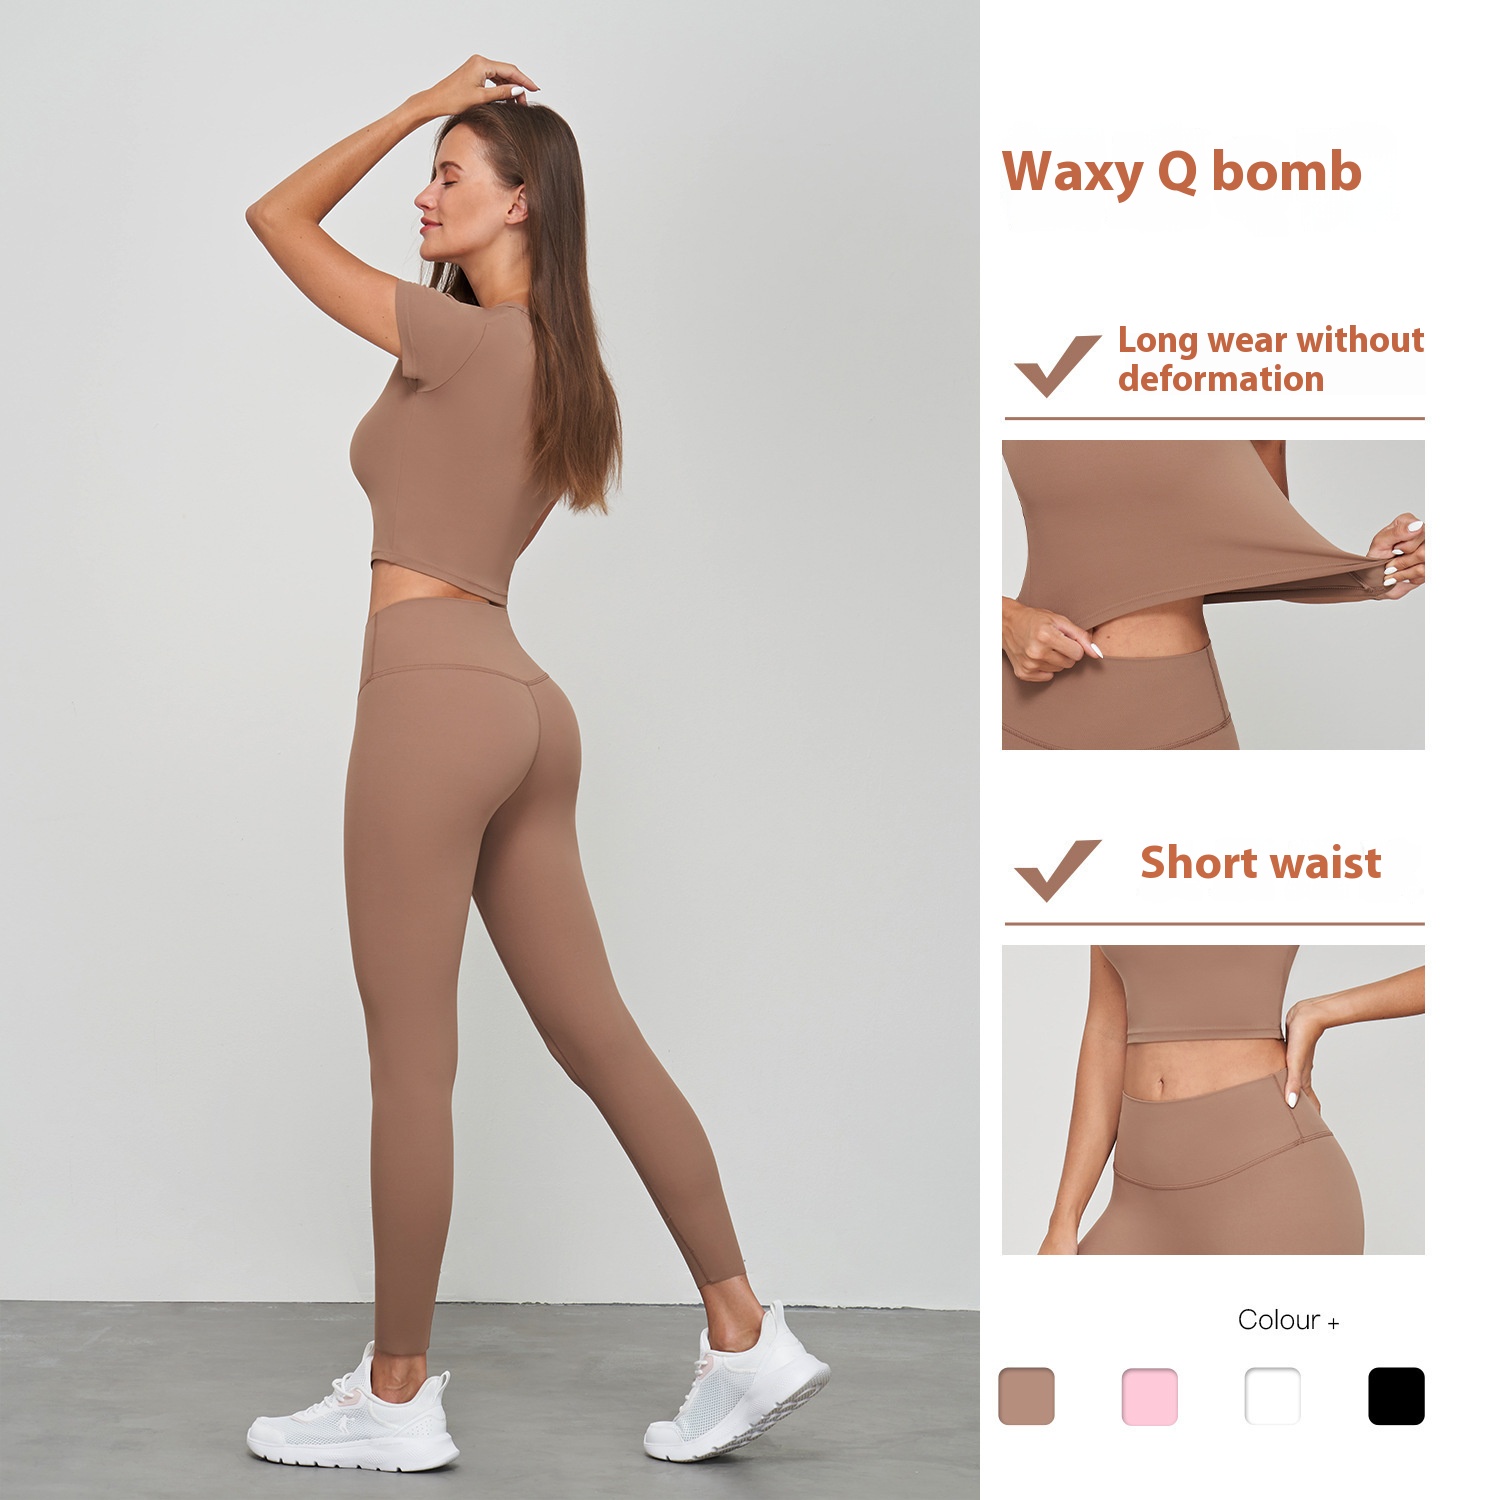 Waxy Q bomb
Long wear without
deformation
Short waist
Colour +